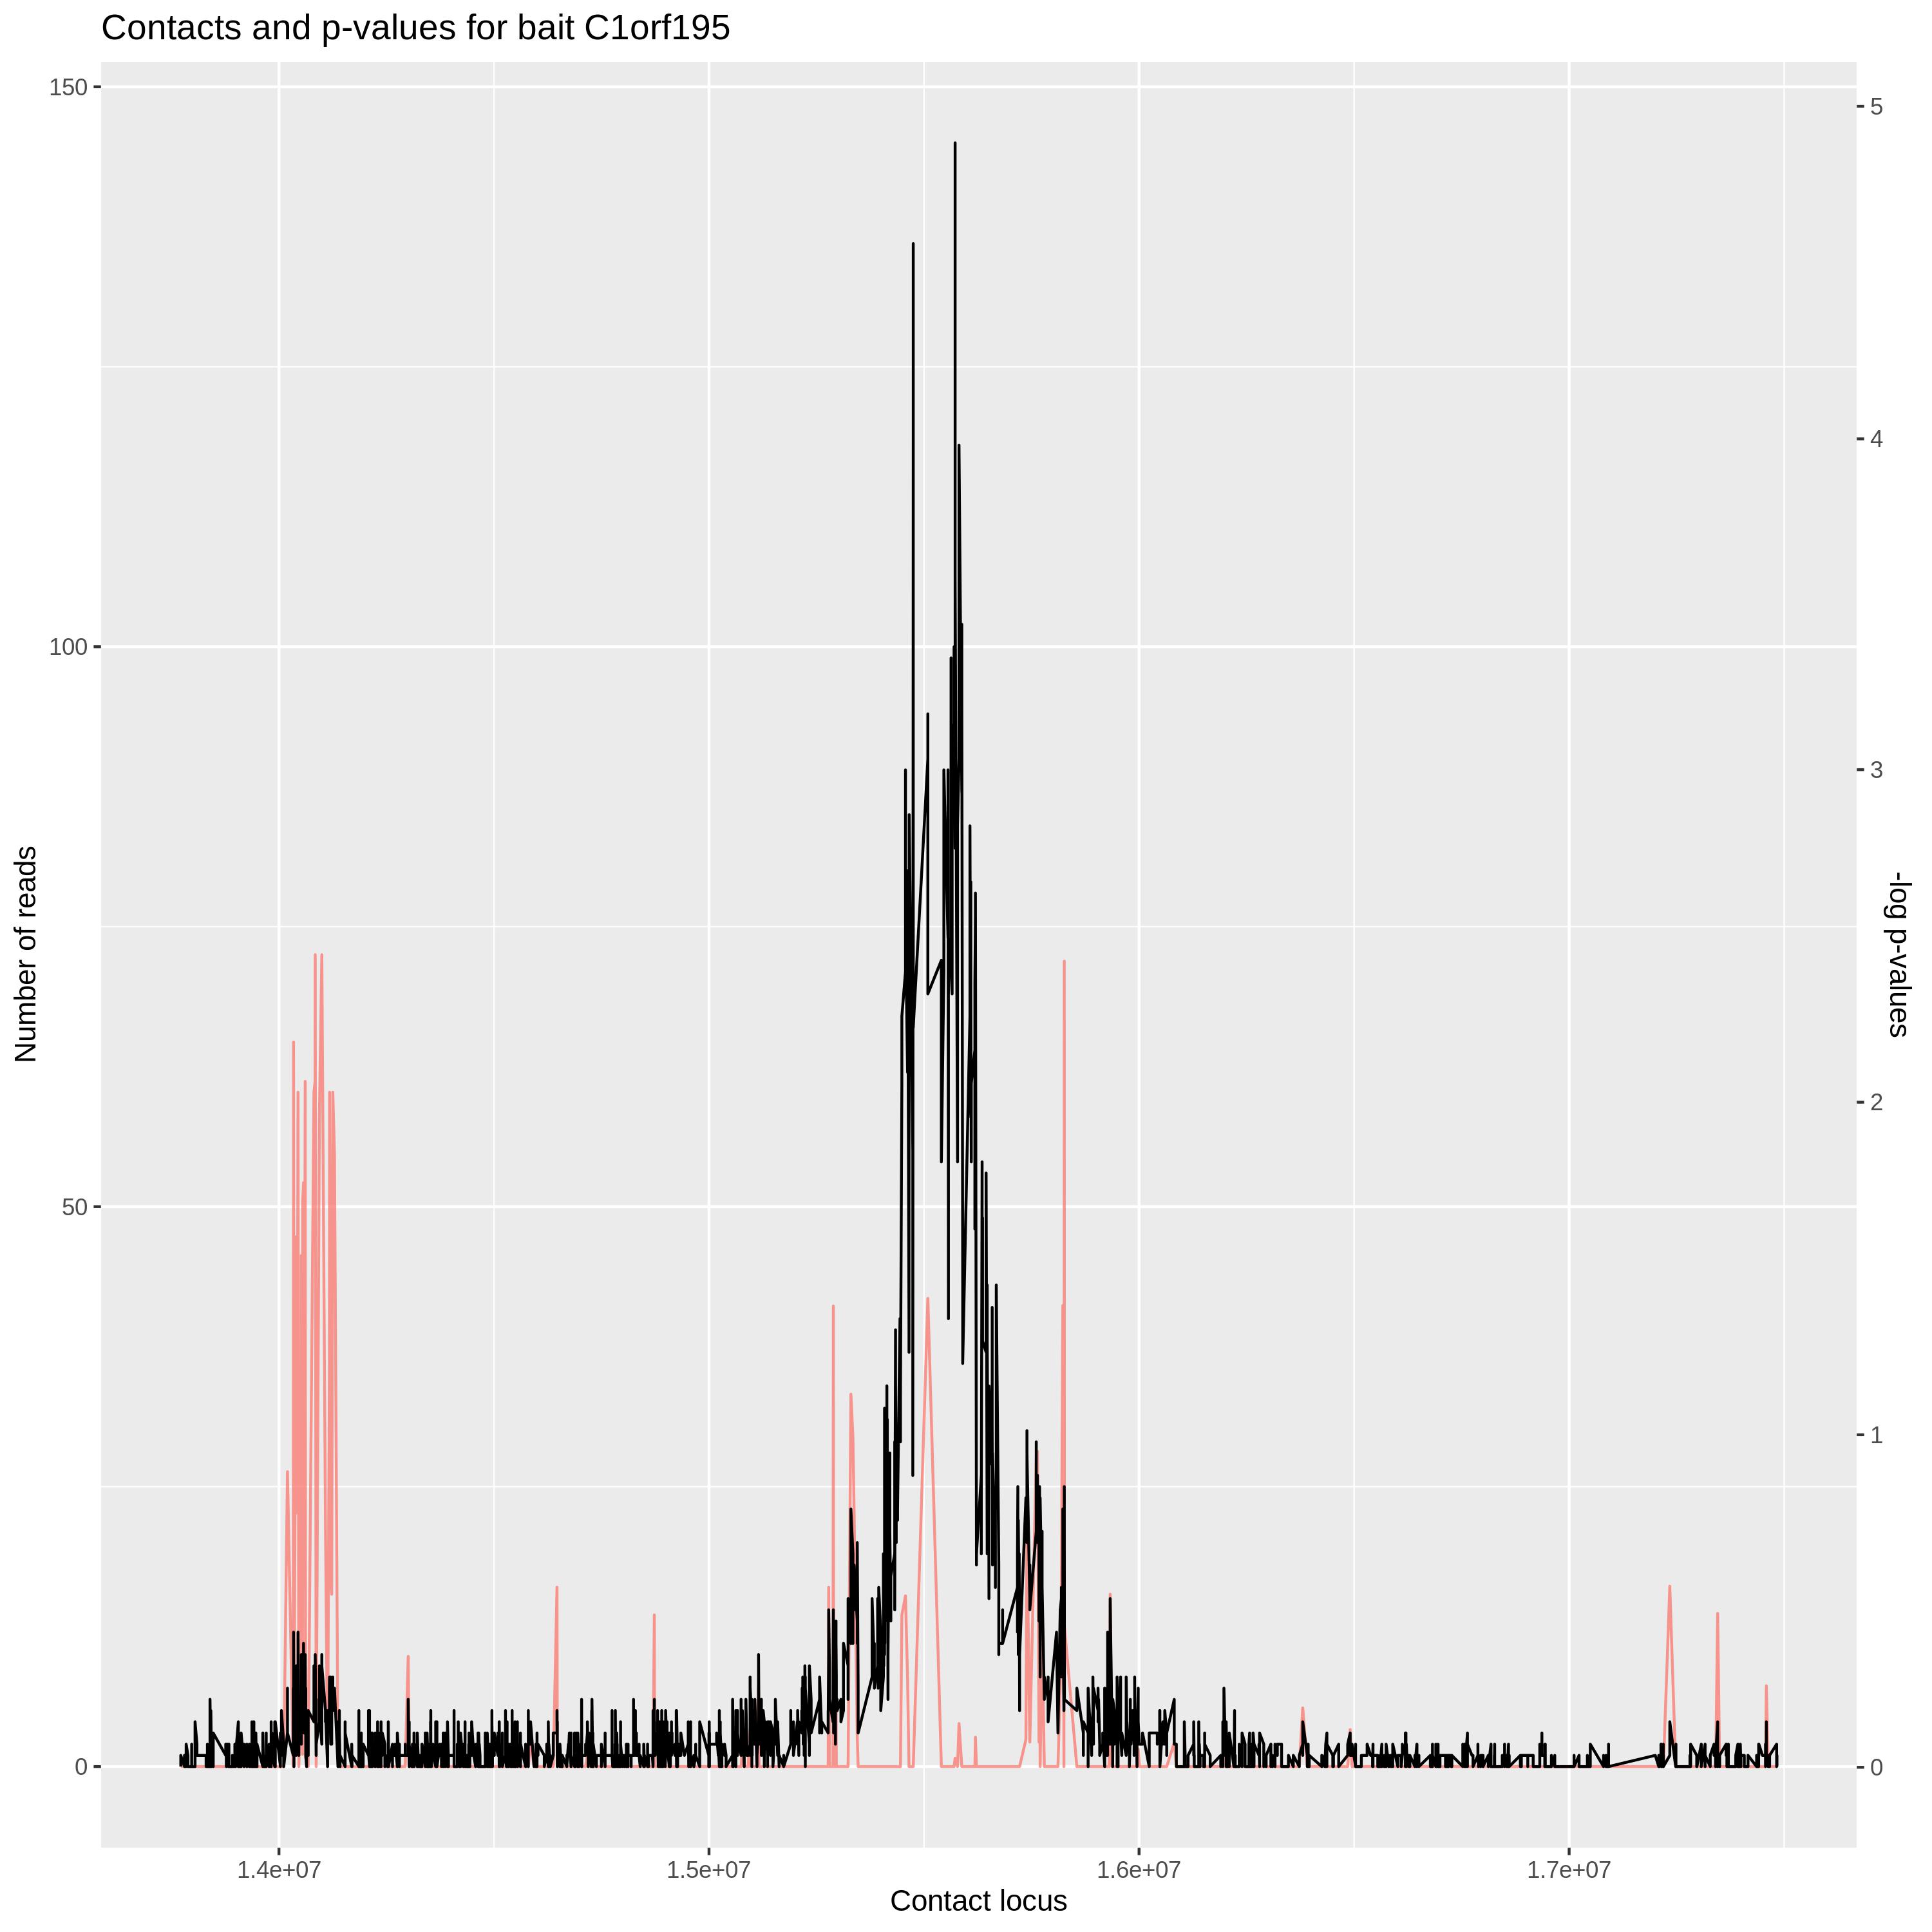 Contacts and p-values for bait C1orf195
150
100
50
0
Number of reads
5
4
3
2
1
0
-log p-values
1.4e+07 1.5e+07 1.6e+07 1.7e+07
Contact locus